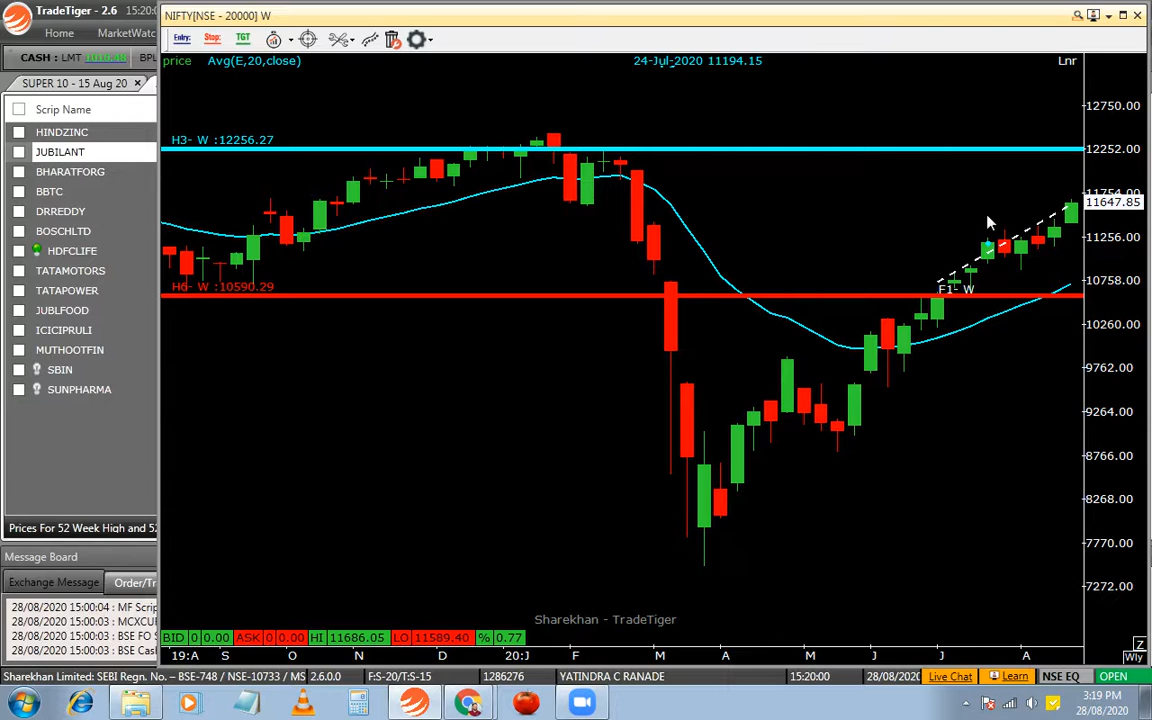 TradeTiger - 2.6
NIFTY[NSE - 20000] W
Home MarketWatc
Entry: Stop: TGT
CASH : LMT BPL
price Avg(E,20,close) 24-Jul-2020 11194.15 Lnr
SUPER 10 - 15 Aug 20
Scrip Name
HINDZINC
JUBILANT
BHARATFORG
BBTC
DRREDDY
BOSCHLTD
HDFCLIFE
TATAMOTORS
TATAPOWER
JUBLFOOD
ICICIPRULI
MUTHOOTFIN
SBIN
SUNPHARMA
H3- W :12256.27
H6- W :10590.29
F1- W
12750.00
12252.00
11754.00
11647.85
11256.00
10758.00
10260.00
9762.00
9264.00
8766.00
8268.00
7770.00
7272.00
Prices For 52 Week High and 52
Message Board
Exchange Message Order/Tr
28/08/2020 15:00:04 : MF Scrip
28/08/2020 15:00:03 : MCXCUE
28/08/2020 15:00:03 : BSE FO S
28/08/2020 15:00:03 : BSE Cas
Sharekhan - TradeTiger
BID 0 0.00 ASK 0 0.00 HI 11686.05 LO 11589.40 % 0.77
19:A S O N D 20:J F M A M J J A
Z
Wly
Sharekhan Limited: SEBI Regn. No. – BSE-748 / NSE-10733 / MS 2.6.0.0 F:S-20/T:S-15 1286276 YATINDRA C RANADE 15:20:00 28/08/2020 Live Chat Learn NSE EQ OPEN
3:19 PM
28/08/2020